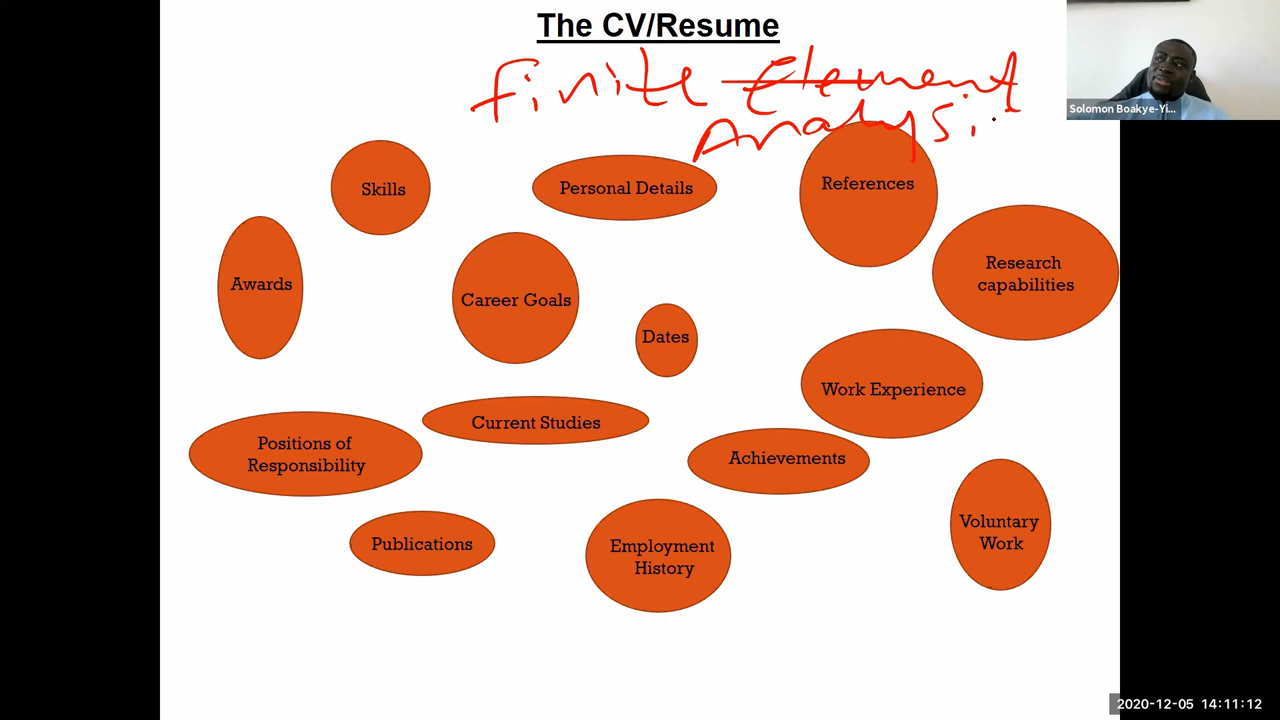 The CV/Resume
finite Element
Analysi
Solomon Boakye-Yi...
Skills
Personal Details
References
Awards
Career Goals
Research
capabilities
Dates
Work Experience
Current Studies
Positions of
Responsibility
Achievements
Publications
Employment
History
Voluntary
Work
2020-12-05 14:11:12